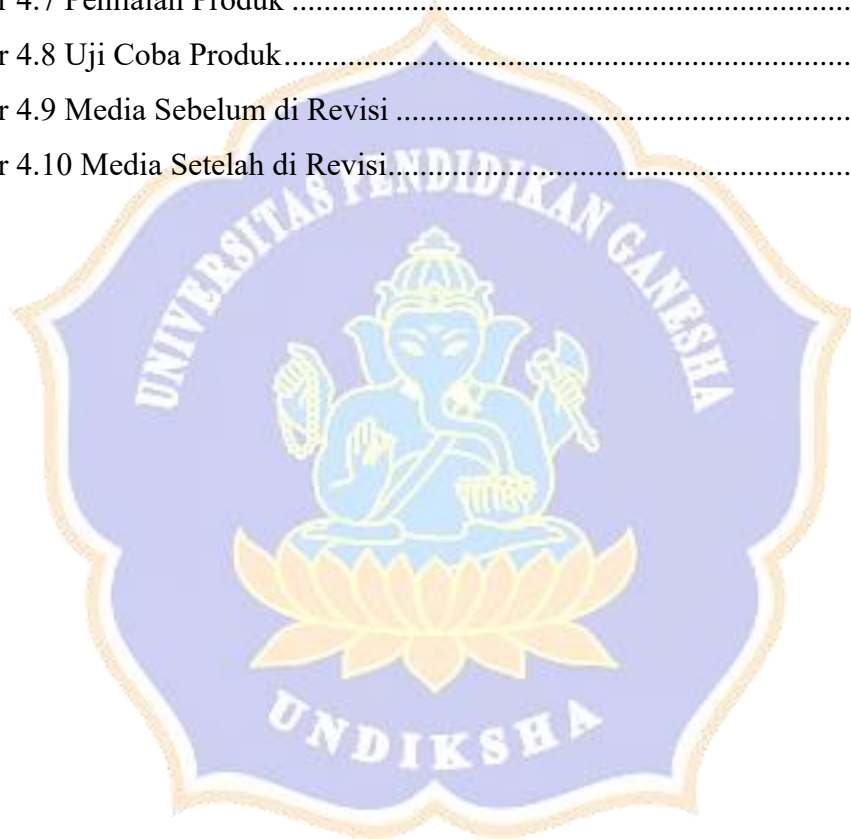 r 4.7 Penilaian Produk ........................................................................
r 4.8 Uji Coba Produk.........................................................................
r 4.9 Media Sebelum di Revisi ..........................................................
r 4.10 Media Setelah di Revisi...........................................................
UNIVERSITAS PENDIDIKAN GANESHA
UNDIKSHA